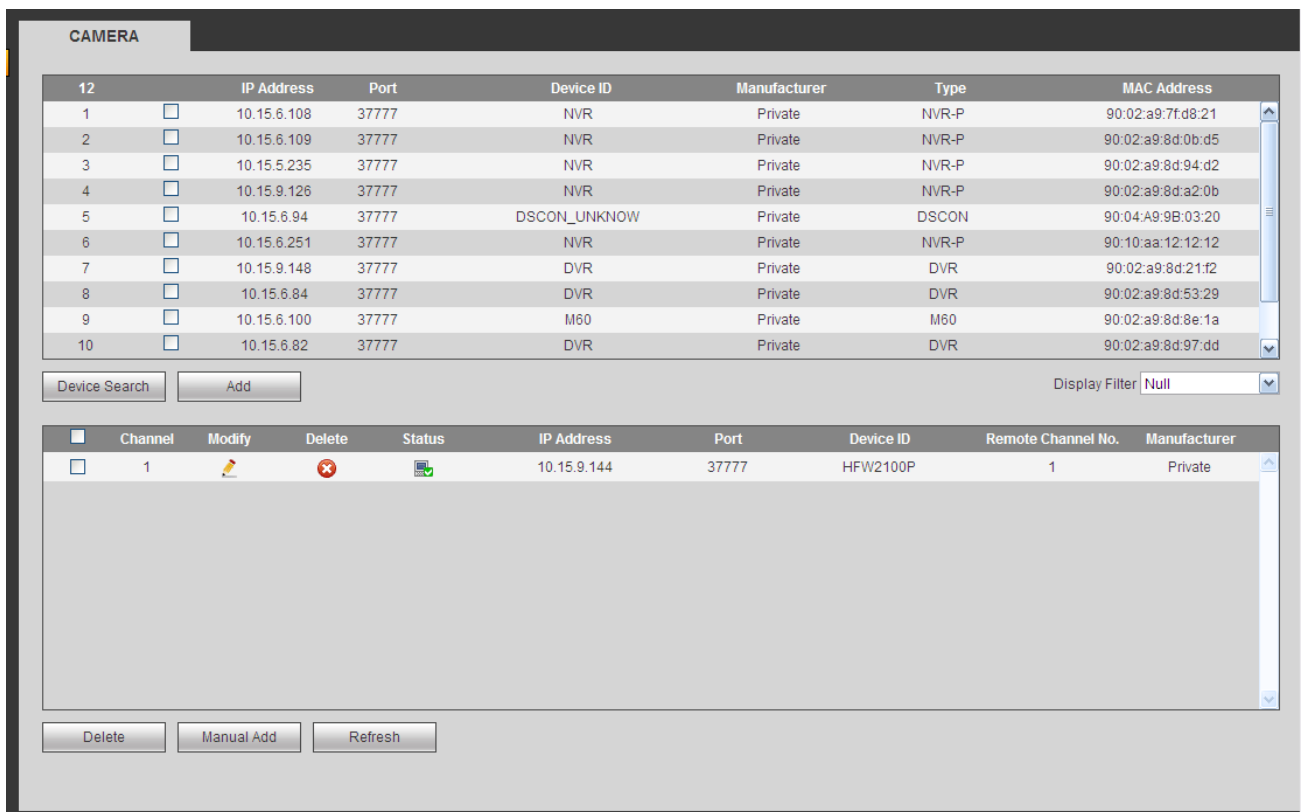 CAMERA
12 IP Address Port Device ID Manufacturer Type MAC Address
1 10.15.6.108 37777 NVR Private NVR-P 90:02:a9:7f:d8:21
2 10.15.6.109 37777 NVR Private NVR-P 90:02:a9:8d:0b:d5
3 10.15.5.235 37777 NVR Private NVR-P 90:02:a9:8d:94:d2
4 10.15.9.126 37777 NVR Private NVR-P 90:02:a9:8d:a2:0b
5 10.15.6.94 37777 DSCON_UNKNOW Private DSCON 90:04:A9:9B:03:20
6 10.15.6.251 37777 NVR Private NVR-P 90:10:aa:12:12:12
7 10.15.9.148 37777 DVR Private DVR 90:02:a9:8d:21:f2
8 10.15.6.84 37777 DVR Private DVR 90:02:a9:8d:53:29
9 10.15.6.100 37777 M60 Private M60 90:02:a9:8d:8e:1a
10 10.15.6.82 37777 DVR Private DVR 90:02:a9:8d:97:dd
Device Search Add Display Filter Null
Channel Modify Delete Status IP Address Port Device ID Remote Channel No. Manufacturer
1 10.15.9.144 37777 HFW2100P 1 Private
Delete Manual Add Refresh